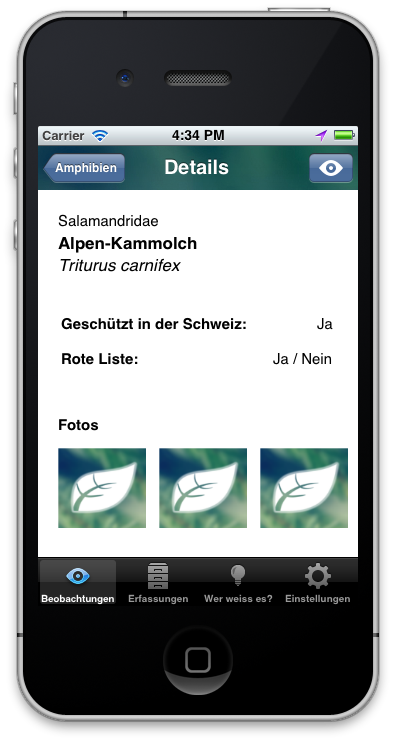 Carrier 4:34 PM
Amphibien Details
Salamandridae
Alpen-Kammolch
Triturus carnifex
Geschützt in der Schweiz: Ja
Rote Liste: Ja / Nein
Fotos
Beobachtungen Erfassungen Wer weiss es? Einstellungen